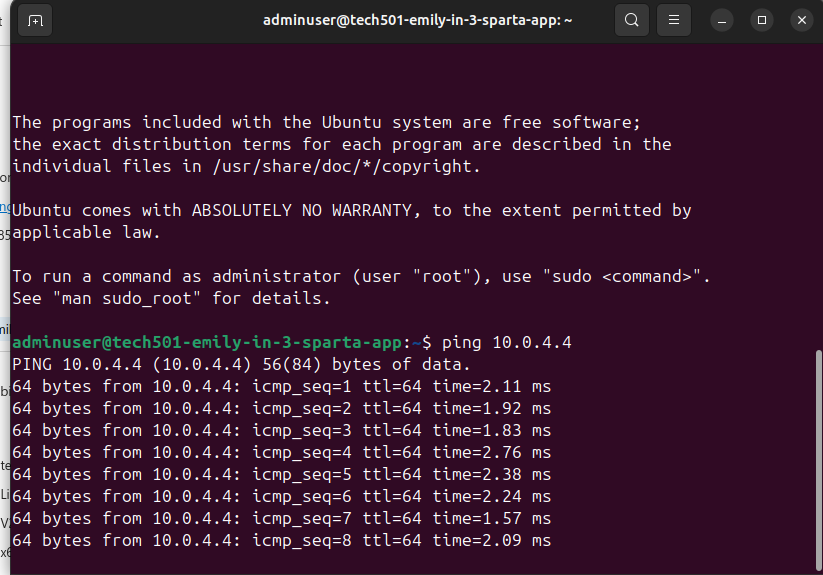 adminuser@tech501-emily-in-3-sparta-app: ~
The programs included with the Ubuntu system are free software;
the exact distribution terms for each program are described in the
individual files in /usr/share/doc/*/copyright.
Ubuntu comes with ABSOLUTELY NO WARRANTY, to the extent permitted by
applicable law.
To run a command as administrator (user "root"), use "sudo <command>".
See "man sudo_root" for details.
adminuser@tech501-emily-in-3-sparta-app:~$ ping 10.0.4.4
PING 10.0.4.4 (10.0.4.4) 56(84) bytes of data.
64 bytes from 10.0.4.4: icmp_seq=1 ttl=64 time=2.11 ms
64 bytes from 10.0.4.4: icmp_seq=2 ttl=64 time=1.92 ms
64 bytes from 10.0.4.4: icmp_seq=3 ttl=64 time=1.83 ms
64 bytes from 10.0.4.4: icmp_seq=4 ttl=64 time=2.76 ms
64 bytes from 10.0.4.4: icmp_seq=5 ttl=64 time=2.38 ms
64 bytes from 10.0.4.4: icmp_seq=6 ttl=64 time=2.24 ms
64 bytes from 10.0.4.4: icmp_seq=7 ttl=64 time=1.57 ms
64 bytes from 10.0.4.4: icmp_seq=8 ttl=64 time=2.09 ms